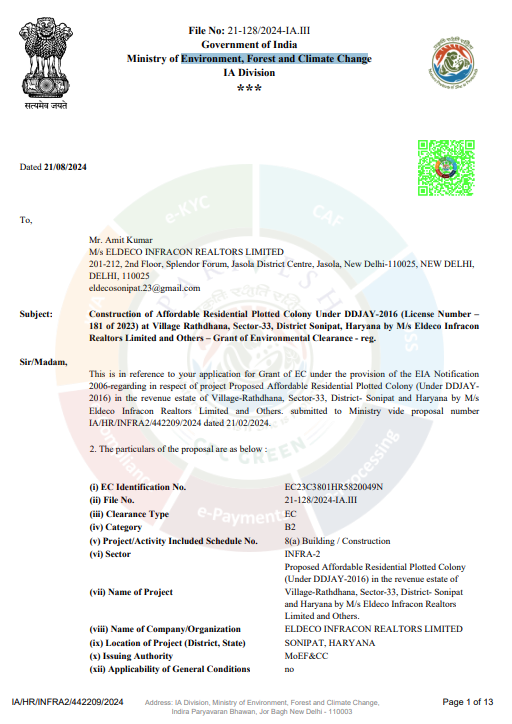 File No: 21-128/2024-IA.III
Government of India
Ministry of Environment, Forest and Climate Change
IA Division
***
सत्यमेव जयते
Dated 21/08/2024
To,
Mr. Amit Kumar
M/s ELDECO INFRACON REALTORS LIMITED
201-212, 2nd Floor, Splendor Forum, Jasola District Centre, Jasola, New Delhi-110025, NEW DELHI,
DELHI, 110025
eldecosonipat.23@gmail.com
Subject: Construction of Affordable Residential Plotted Colony Under DDJAY-2016 (License Number –
181 of 2023) at Village Rathdhana, Sector-33, District Sonipat, Haryana by M/s Eldeco Infracon
Realtors Limited and Others – Grant of Environmental Clearance - reg.
Sir/Madam,
This is in reference to your application for Grant of EC under the provision of the EIA Notification
2006-regarding in respect of project Proposed Affordable Residential Plotted Colony (Under DDJAY-
2016) in the revenue estate of Village-Rathdhana, Sector-33, District- Sonipat and Haryana by M/s
Eldeco Infracon Realtors Limited and Others. submitted to Ministry vide proposal number
IA/HR/INFRA2/442209/2024 dated 21/02/2024.
2. The particulars of the proposal are as below :
(i) EC Identification No. EC23C3801HR5820049N
(ii) File No. 21-128/2024-IA.III
(iii) Clearance Type EC
(iv) Category B2
(v) Project/Activity Included Schedule No. 8(a) Building / Construction
(vi) Sector INFRA-2
Proposed Affordable Residential Plotted Colony
(Under DDJAY-2016) in the revenue estate of
(vii) Name of Project Village-Rathdhana, Sector-33, District- Sonipat
and Haryana by M/s Eldeco Infracon Realtors
Limited and Others.
(viii) Name of Company/Organization ELDECO INFRACON REALTORS LIMITED
(ix) Location of Project (District, State) SONIPAT, HARYANA
(x) Issuing Authority MoEF&CC
(xii) Applicability of General Conditions no
e-KYC
CAF
e-Payments
IA/HR/INFRA2/442209/2024 Address: IA Division, Ministry of Environment, Forest and Climate Change, Page 1 of 13
Indira Paryavaran Bhawan, Jor Bagh New Delhi - 110003